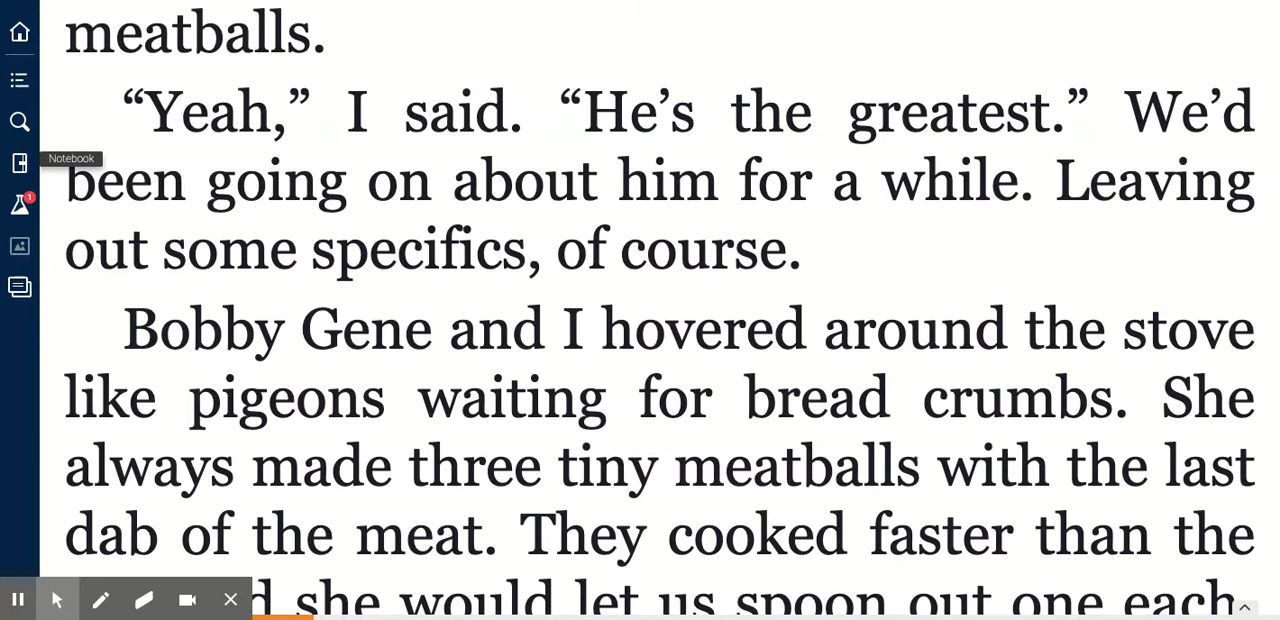 meatballs.
“Yeah,” I said. “He’s the greatest.” We’d
Notebook
been going on about him for a while. Leaving
1
out some specifics, of course.
Bobby Gene and I hovered around the stove
like pigeons waiting for bread crumbs. She
always made three tiny meatballs with the last
dab of the meat. They cooked faster than the
she would let us spoon out one each